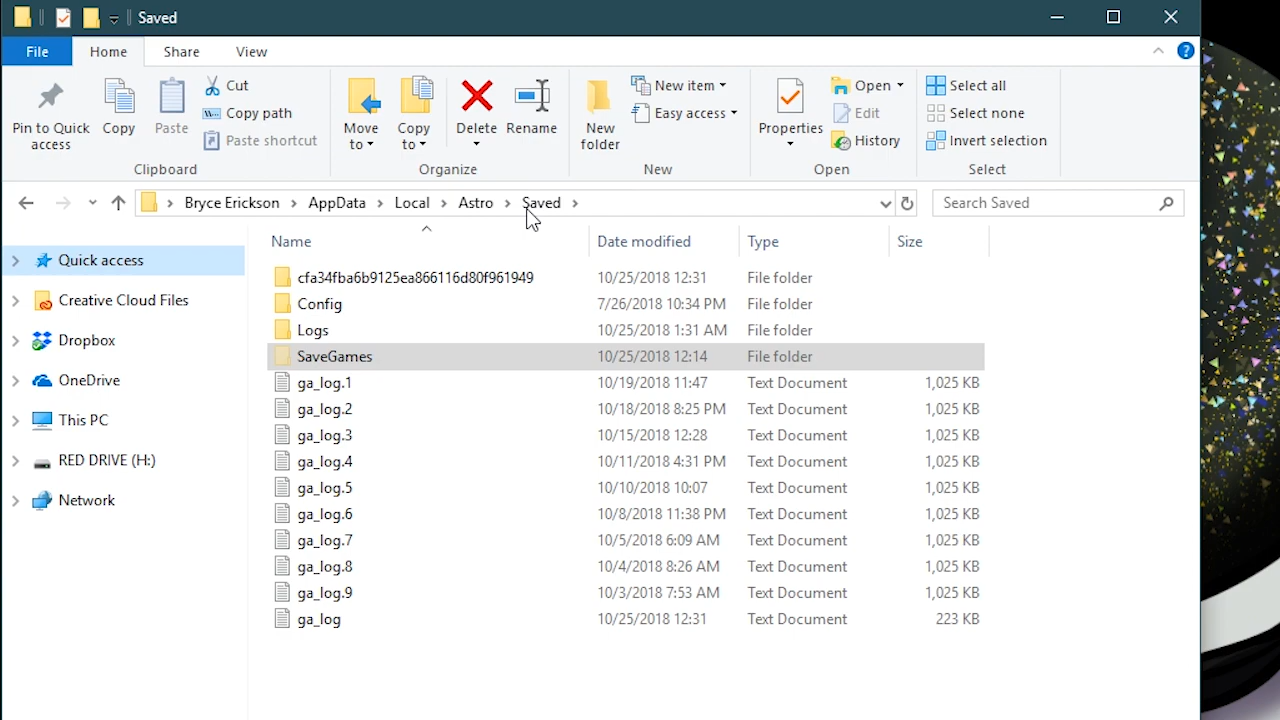 Saved
File Home Share View
Pin to Quick access
Copy
Paste
Cut
Copy path
Paste shortcut
Clipboard
Move to
Copy to
Delete
Rename
Organize
New folder
New item
Easy access
New
Properties
Open
Edit
History
Open
Select all
Select none
Invert selection
Select
Bryce Erickson > AppData > Local > Astro > Saved >
Search Saved
Quick access
Creative Cloud Files
Dropbox
OneDrive
This PC
RED DRIVE (H:)
Network
Name Date modified Type Size
cfa34fba6b9125ea866116d80f961949 10/25/2018 12:31 File folder
Config 7/26/2018 10:34 PM File folder
Logs 10/25/2018 1:31 AM File folder
SaveGames 10/25/2018 12:14 File folder
ga_log.1 10/19/2018 11:47 Text Document 1,025 KB
ga_log.2 10/18/2018 8:25 PM Text Document 1,025 KB
ga_log.3 10/15/2018 12:28 Text Document 1,025 KB
ga_log.4 10/11/2018 4:31 PM Text Document 1,025 KB
ga_log.5 10/10/2018 10:07 Text Document 1,025 KB
ga_log.6 10/8/2018 11:38 PM Text Document 1,025 KB
ga_log.7 10/5/2018 6:09 AM Text Document 1,025 KB
ga_log.8 10/4/2018 8:26 AM Text Document 1,025 KB
ga_log.9 10/3/2018 7:53 AM Text Document 1,025 KB
ga_log 10/25/2018 12:31 Text Document 223 KB